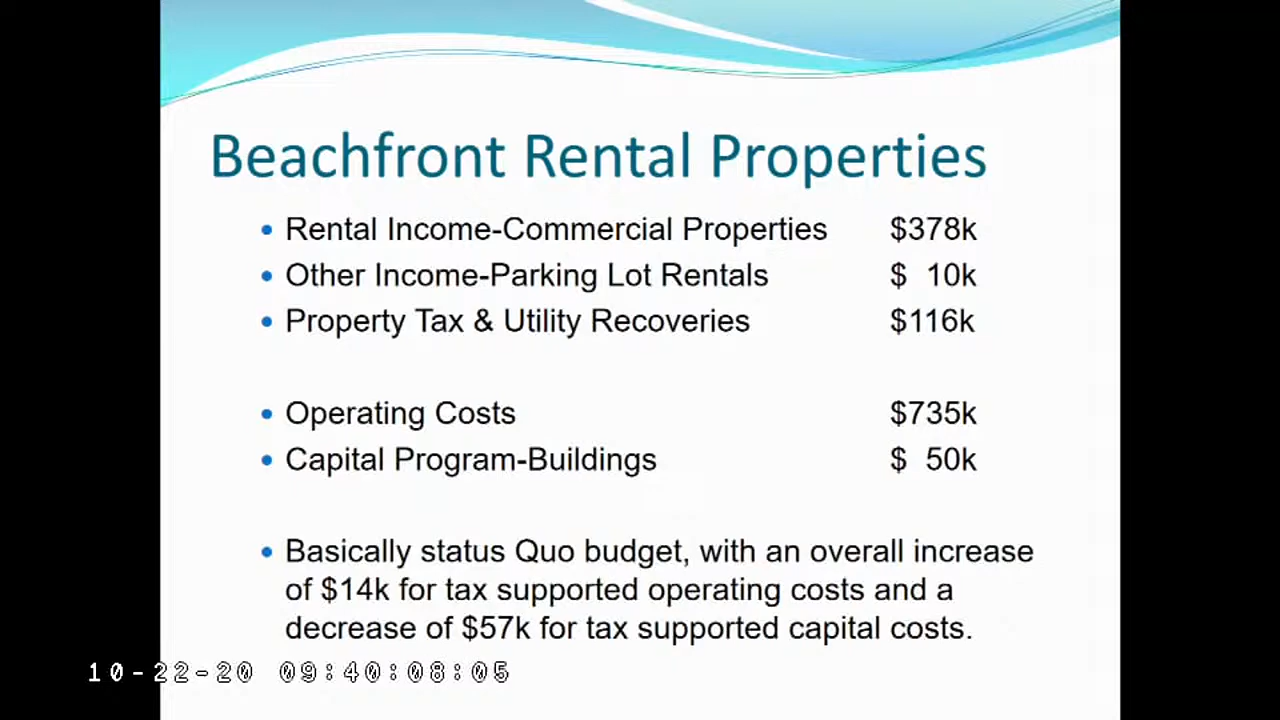 Beachfront Rental Properties
• Rental Income-Commercial Properties $378k
• Other Income-Parking Lot Rentals $ 10k
• Property Tax & Utility Recoveries $116k
• Operating Costs $735k
• Capital Program-Buildings $ 50k
• Basically status Quo budget, with an overall increase
of $14k for tax supported operating costs and a
decrease of $57k for tax supported capital costs.
10-22-20 09:40:08:05